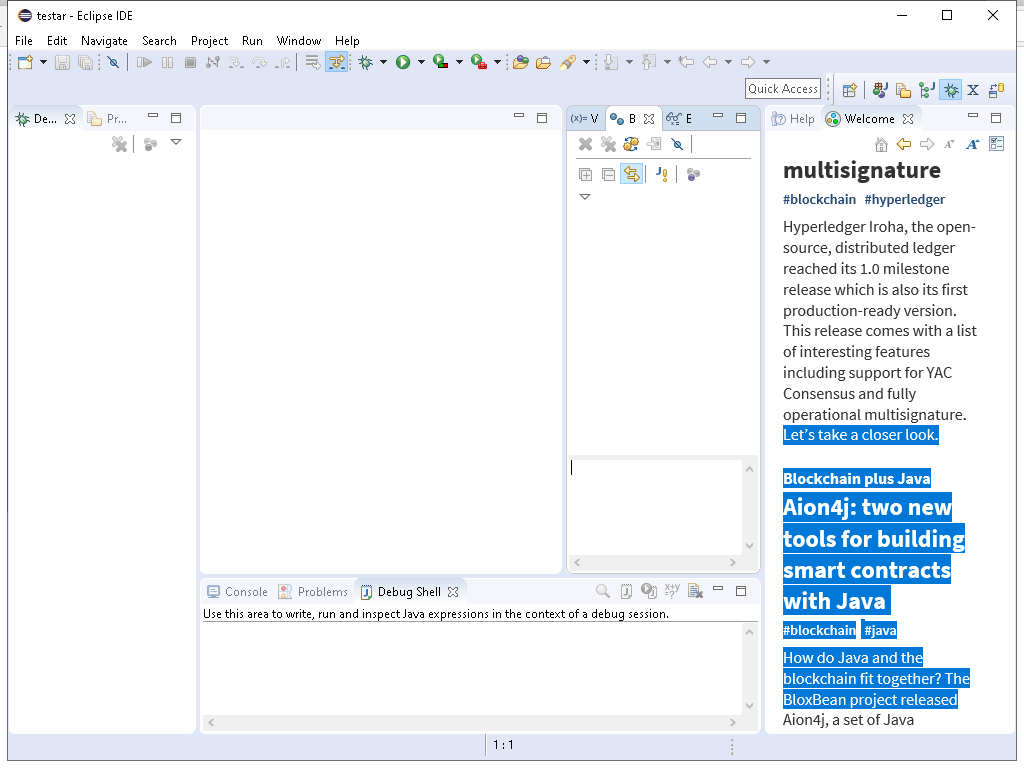 testar - Eclipse IDE
File Edit Navigate Search Project Run Window Help
Quick Access
De... Pr...
(x)= V B E
Help Welcome
multisignature
#blockchain #hyperledger
Hyperledger Iroha, the open-
source, distributed ledger
reached its 1.0 milestone
release which is also its first
production-ready version.
This release comes with a list
of interesting features
including support for YAC
Consensus and fully
operational multisignature.
Let's take a closer look.
Blockchain plus Java
Aion4j: two new
tools for building
smart contracts
with Java
#blockchain #java
How do Java and the
blockchain fit together? The
BloxBean project released
Aion4j, a set of Java
Console Problems Debug Shell
Use this area to write, run and inspect Java expressions in the context of a debug session.
1 : 1